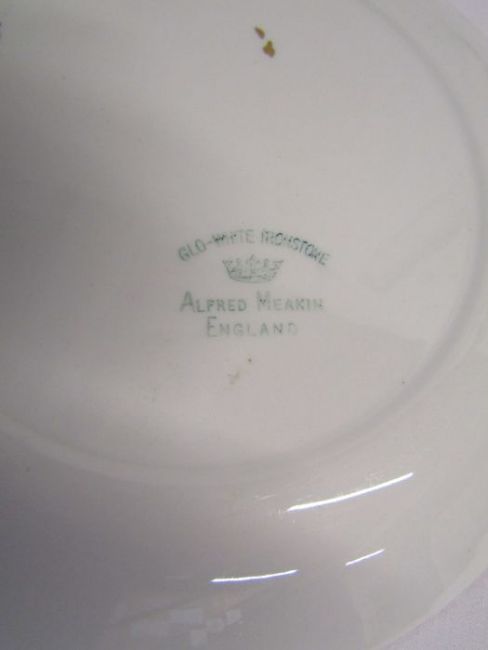 GLO-WHITE IRONSTONE
ALFRED MEAKIN
ENGLAND